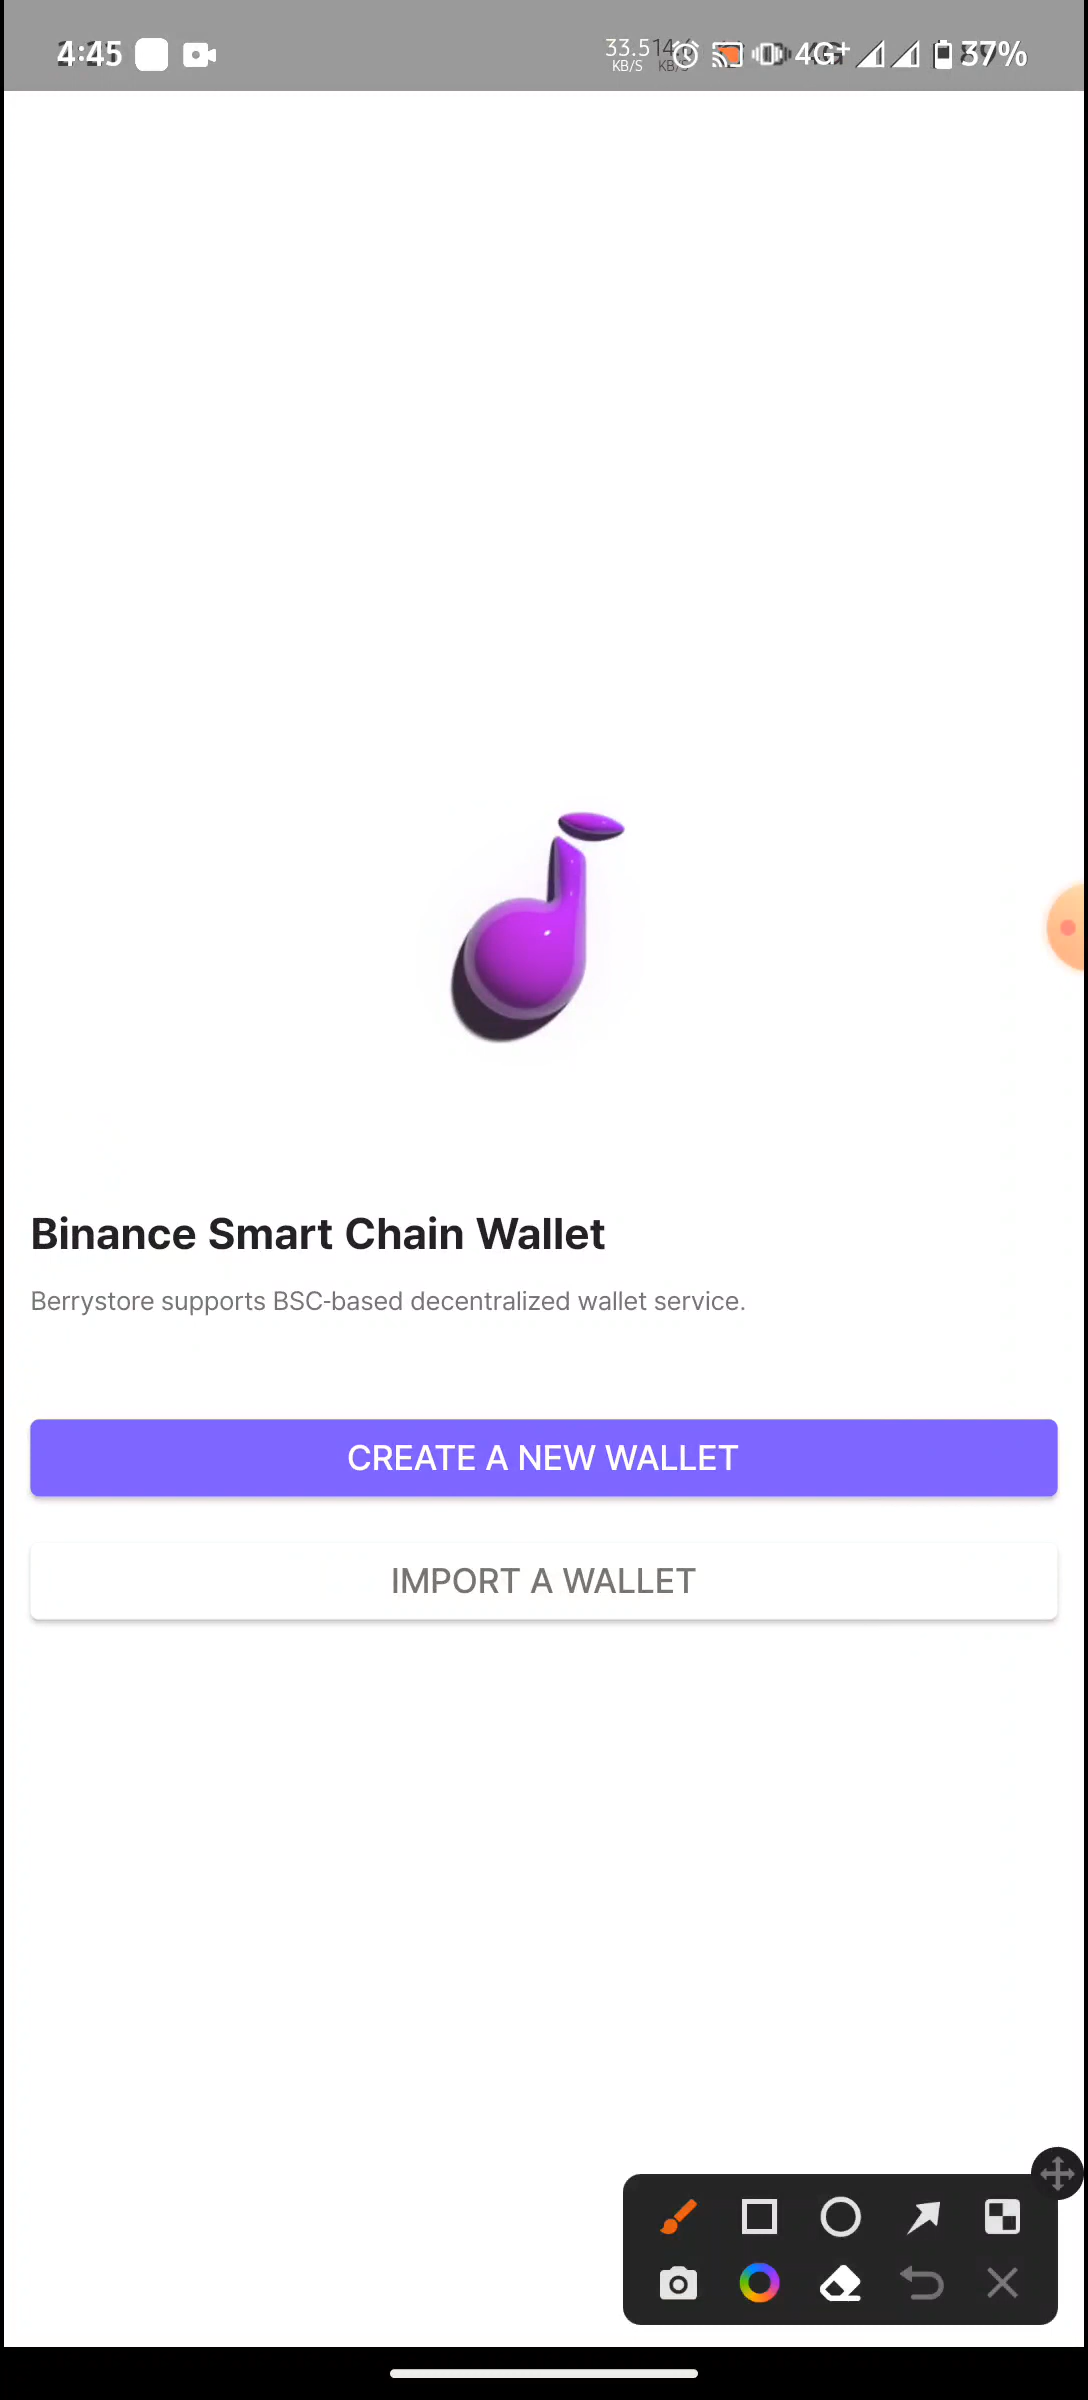 4:45
33.5
KB/S
4G+
37%
Binance Smart Chain Wallet
Berrystore supports BSC-based decentralized wallet service.
CREATE A NEW WALLET
IMPORT A WALLET